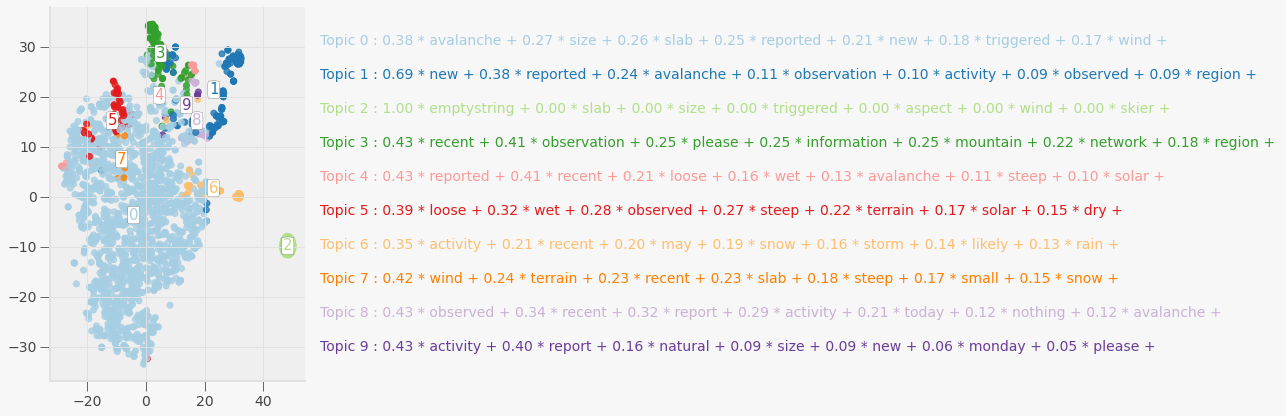 30
20
10
0
−10
−20
−30
−20
0
20
40
3
1
4
9
8
5
7
6
0
2
Topic 0 : 0.38 * avalanche + 0.27 * size + 0.26 * slab + 0.25 * reported + 0.21 * new + 0.18 * triggered + 0.17 * wind +
Topic 1 : 0.69 * new + 0.38 * reported + 0.24 * avalanche + 0.11 * observation + 0.10 * activity + 0.09 * observed + 0.09 * region +
Topic 2 : 1.00 * emptystring + 0.00 * slab + 0.00 * size + 0.00 * triggered + 0.00 * aspect + 0.00 * wind + 0.00 * skier +
Topic 3 : 0.43 * recent + 0.41 * observation + 0.25 * please + 0.25 * information + 0.25 * mountain + 0.22 * network + 0.18 * region +
Topic 4 : 0.43 * reported + 0.41 * recent + 0.21 * loose + 0.16 * wet + 0.13 * avalanche + 0.11 * steep + 0.10 * solar +
Topic 5 : 0.39 * loose + 0.32 * wet + 0.28 * observed + 0.27 * steep + 0.22 * terrain + 0.17 * solar + 0.15 * dry +
Topic 6 : 0.35 * activity + 0.21 * recent + 0.20 * may + 0.19 * snow + 0.16 * storm + 0.14 * likely + 0.13 * rain +
Topic 7 : 0.42 * wind + 0.24 * terrain + 0.23 * recent + 0.23 * slab + 0.18 * steep + 0.17 * small + 0.15 * snow +
Topic 8 : 0.43 * observed + 0.34 * recent + 0.32 * report + 0.29 * activity + 0.21 * today + 0.12 * nothing + 0.12 * avalanche +
Topic 9 : 0.43 * activity + 0.40 * report + 0.16 * natural + 0.09 * size + 0.09 * new + 0.06 * monday + 0.05 * please +